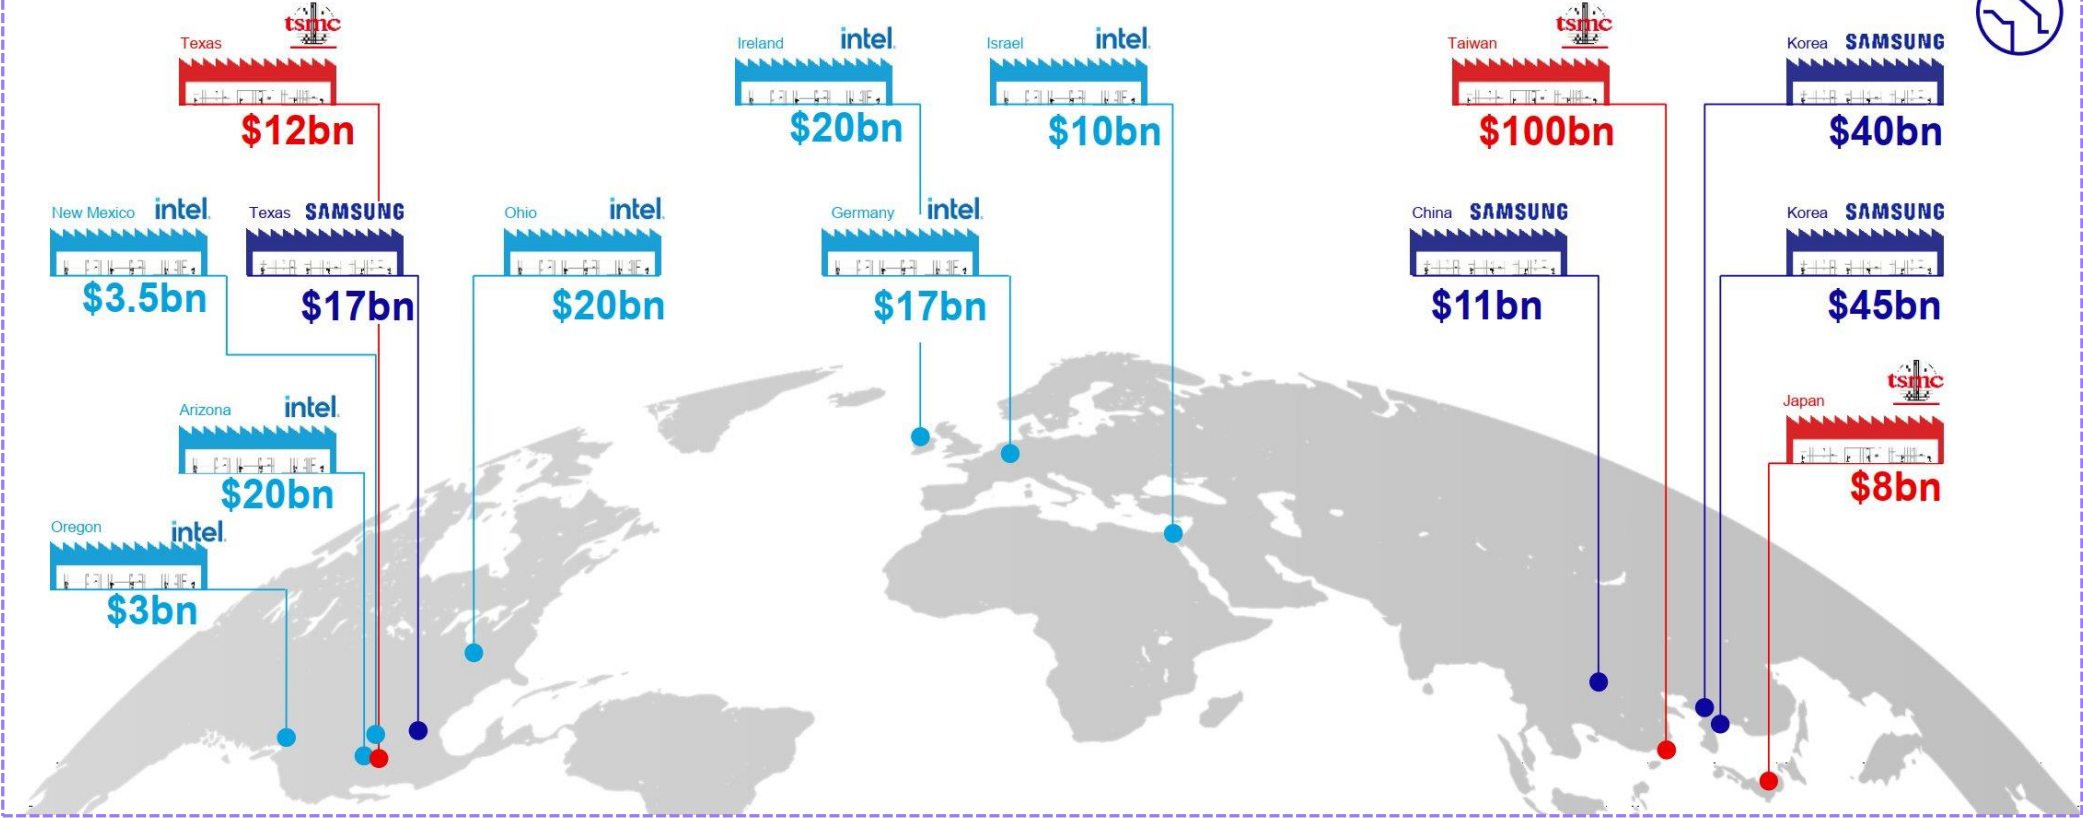 Texas tsmc
$12bn
Ireland intel.
$20bn
Israel intel.
$10bn
Taiwan tsmc
$100bn
Korea SAMSUNG
$40bn
New Mexico intel.
$3.5bn
Texas SAMSUNG
$17bn
Ohio intel.
$20bn
Germany intel.
$17bn
China SAMSUNG
$11bn
Korea SAMSUNG
$45bn
Arizona intel.
$20bn
Japan tsmc
$8bn
Oregon intel.
$3bn